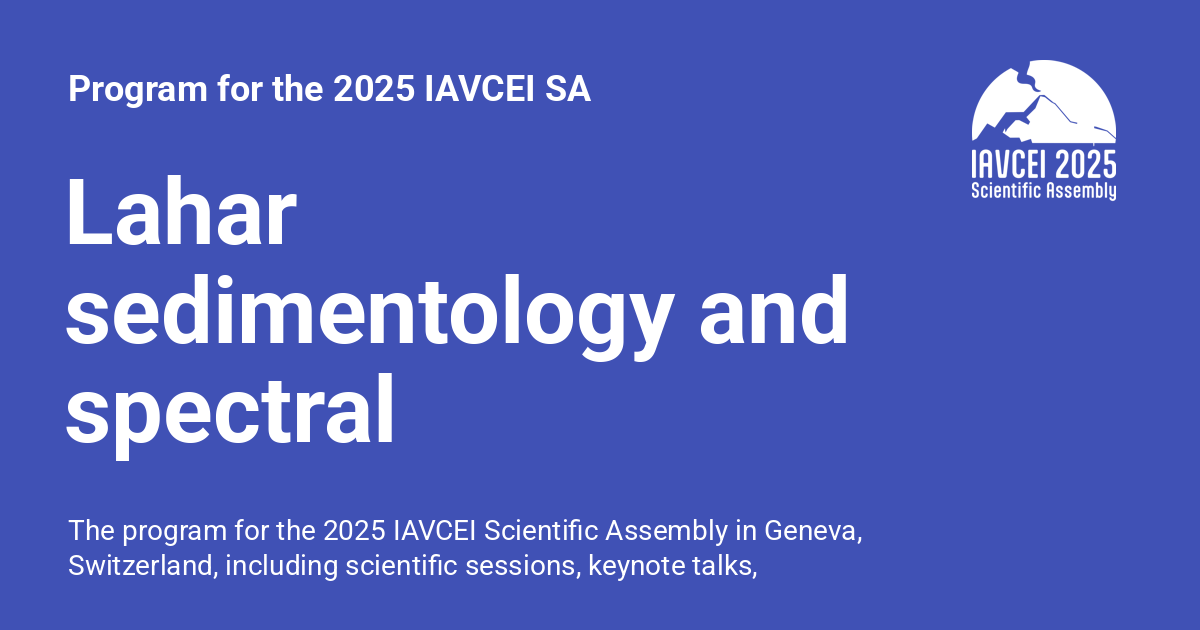 Program for the 2025 IAVCEI SA
IAVCEI 2025
Scientific Assembly
Lahar
sedimentology and
spectral
The program for the 2025 IAVCEI Scientific Assembly in Geneva,
Switzerland, including scientific sessions, keynote talks,